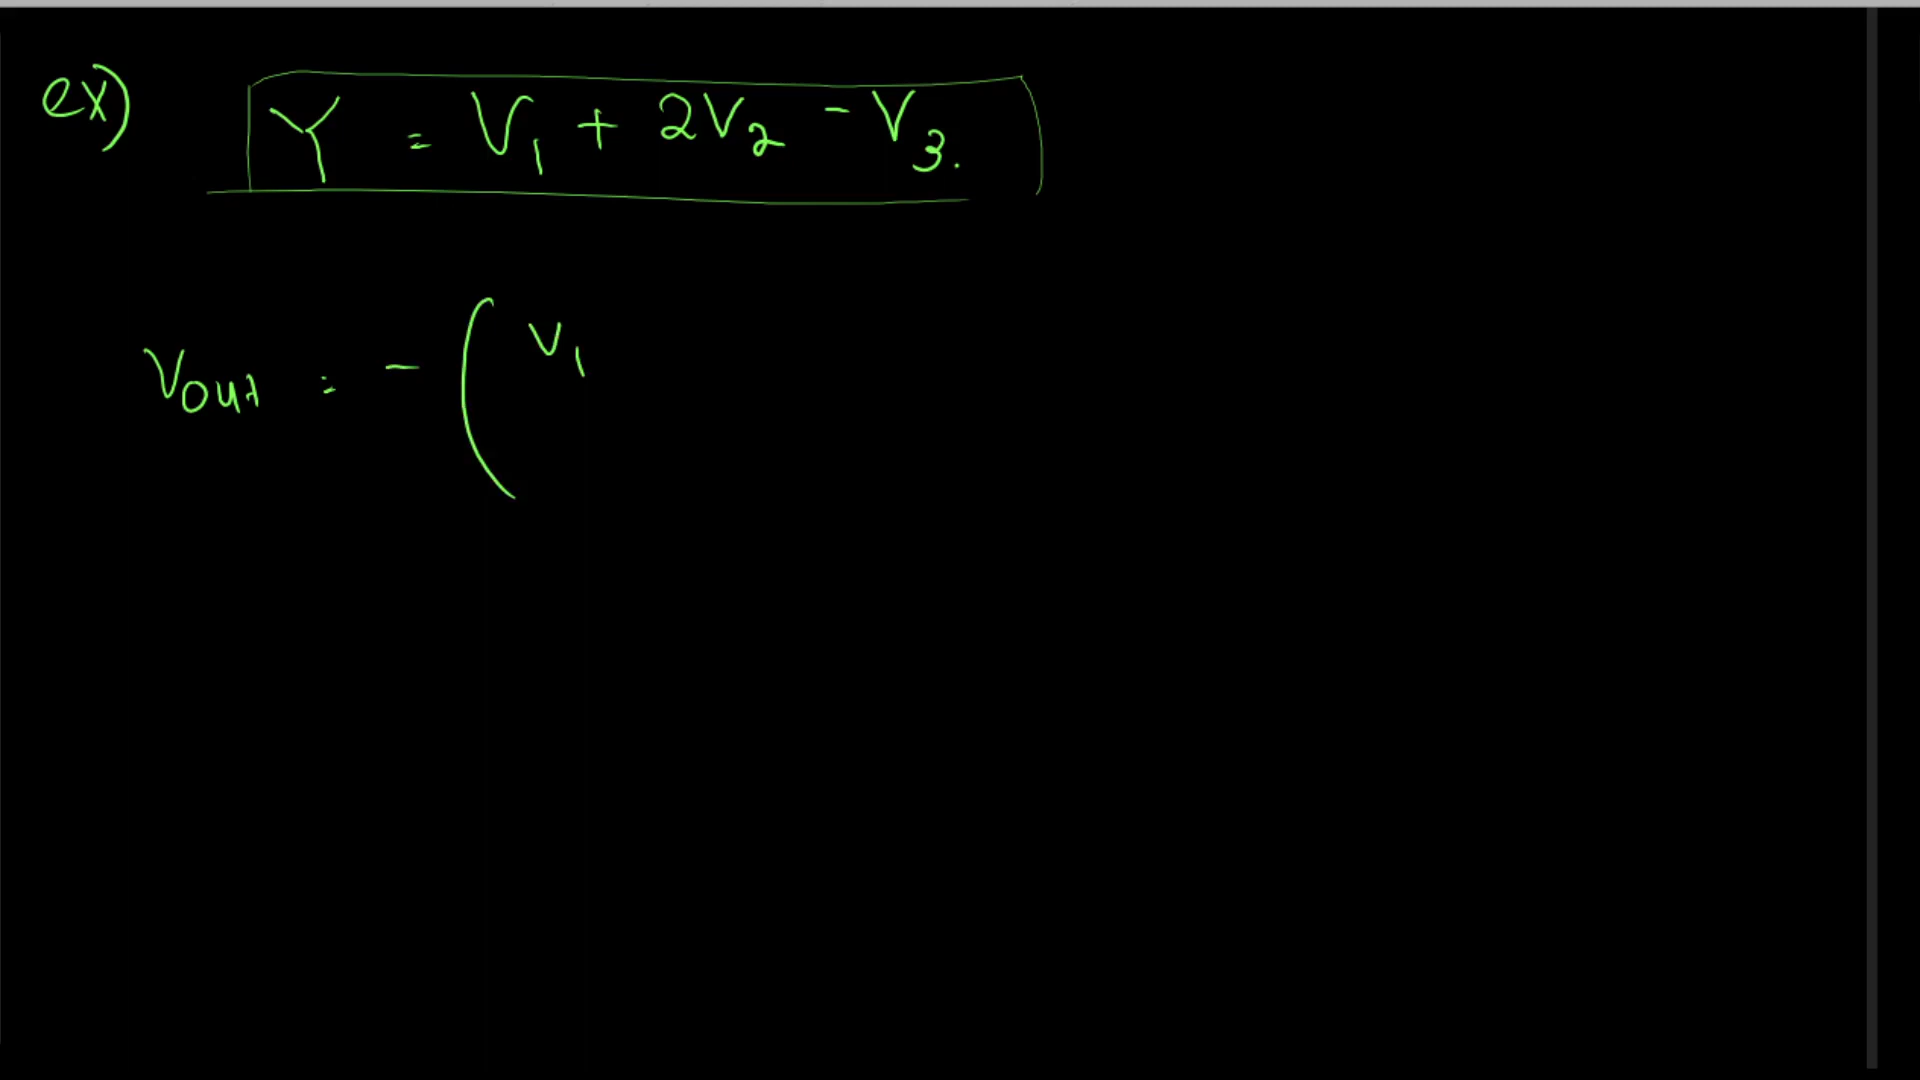 ex) Y = V₁ + 2V₂ - V₃.
Vout = - ( V₁